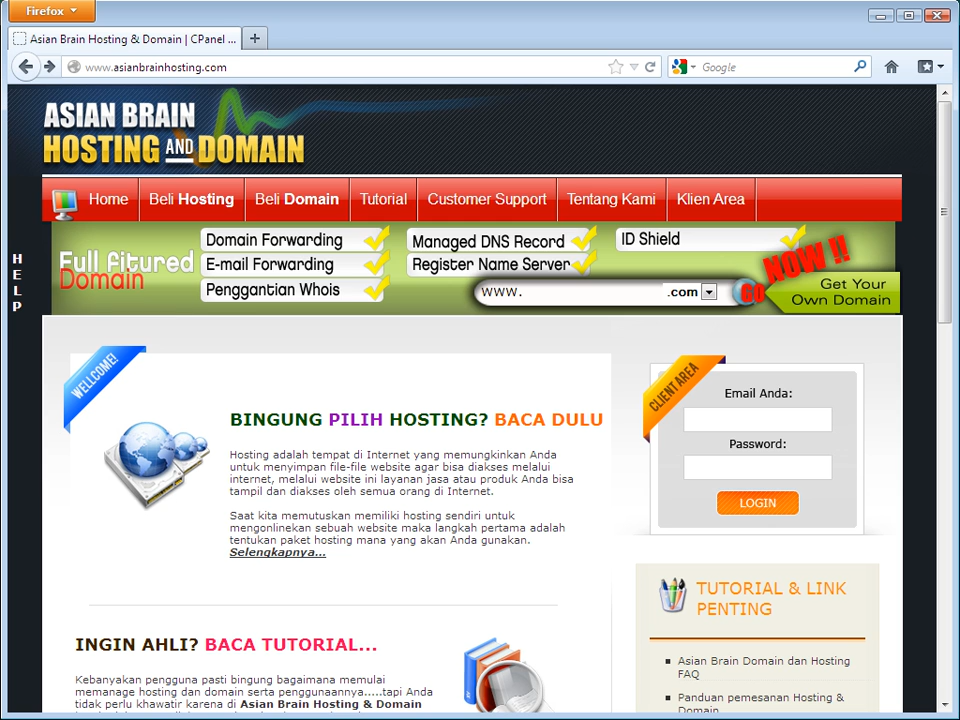 Firefox
Asian Brain Hosting & Domain | CPanel ...
www.asianbrainhosting.com
Google
ASIAN BRAIN
HOSTING AND DOMAIN
Home Beli Hosting Beli Domain Tutorial Customer Support Tentang Kami Klien Area
HELP
Full fitured
Domain
Domain Forwarding
E-mail Forwarding
Penggantian Whois
Managed DNS Record
Register Name Server
ID Shield
www. .com GO
NOW !!
Get Your
Own Domain
WELLCOME!
BINGUNG PILIH HOSTING? BACA DULU
Hosting adalah tempat di Internet yang memungkinkan Anda
untuk menyimpan file-file website agar bisa diakses melalui
internet, melalui website ini layanan jasa atau produk Anda bisa
tampil dan diakses oleh semua orang di Internet.
Saat kita memutuskan memiliki hosting sendiri untuk
mengonlinekan sebuah website maka langkah pertama adalah
tentukan paket hosting mana yang akan Anda gunakan.
Selengkapnya...
INGIN AHLI? BACA TUTORIAL...
Kebanyakan pengguna pasti bingung bagaimana memulai
memanage hosting dan domain serta penggunaannya.....tapi Anda
tidak perlu khawatir karena di Asian Brain Hosting & Domain
CLIENT AREA
Email Anda:
Password:
LOGIN
TUTORIAL & LINK
PENTING
Asian Brain Domain dan Hosting
FAQ
Panduan pemesanan Hosting &
Domain